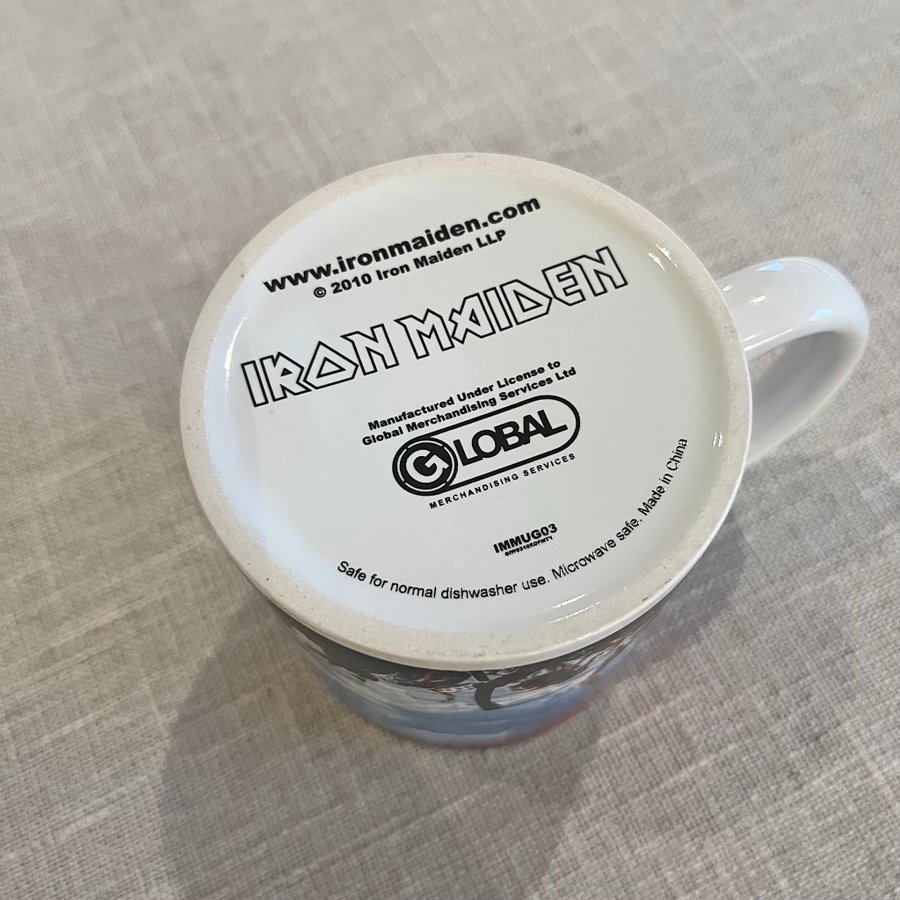 www.ironmaiden.com
© 2010 Iron Maiden LLP
IRON MAIDEN
Manufactured Under License to
Global Merchandising Services Ltd
GLOBAL
MERCHANDISING SERVICES
IMMUG03
Safe for normal dishwasher use. Microwave safe. Made in China